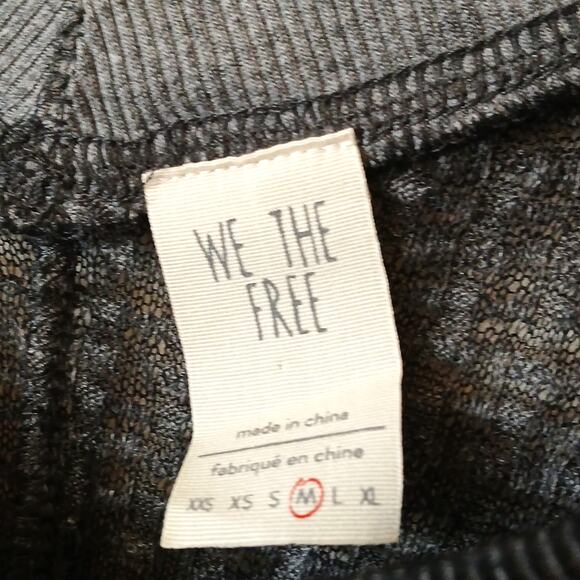 WE THE
FREE
made in china
fabriqué en chine
XXS XS S M L XL